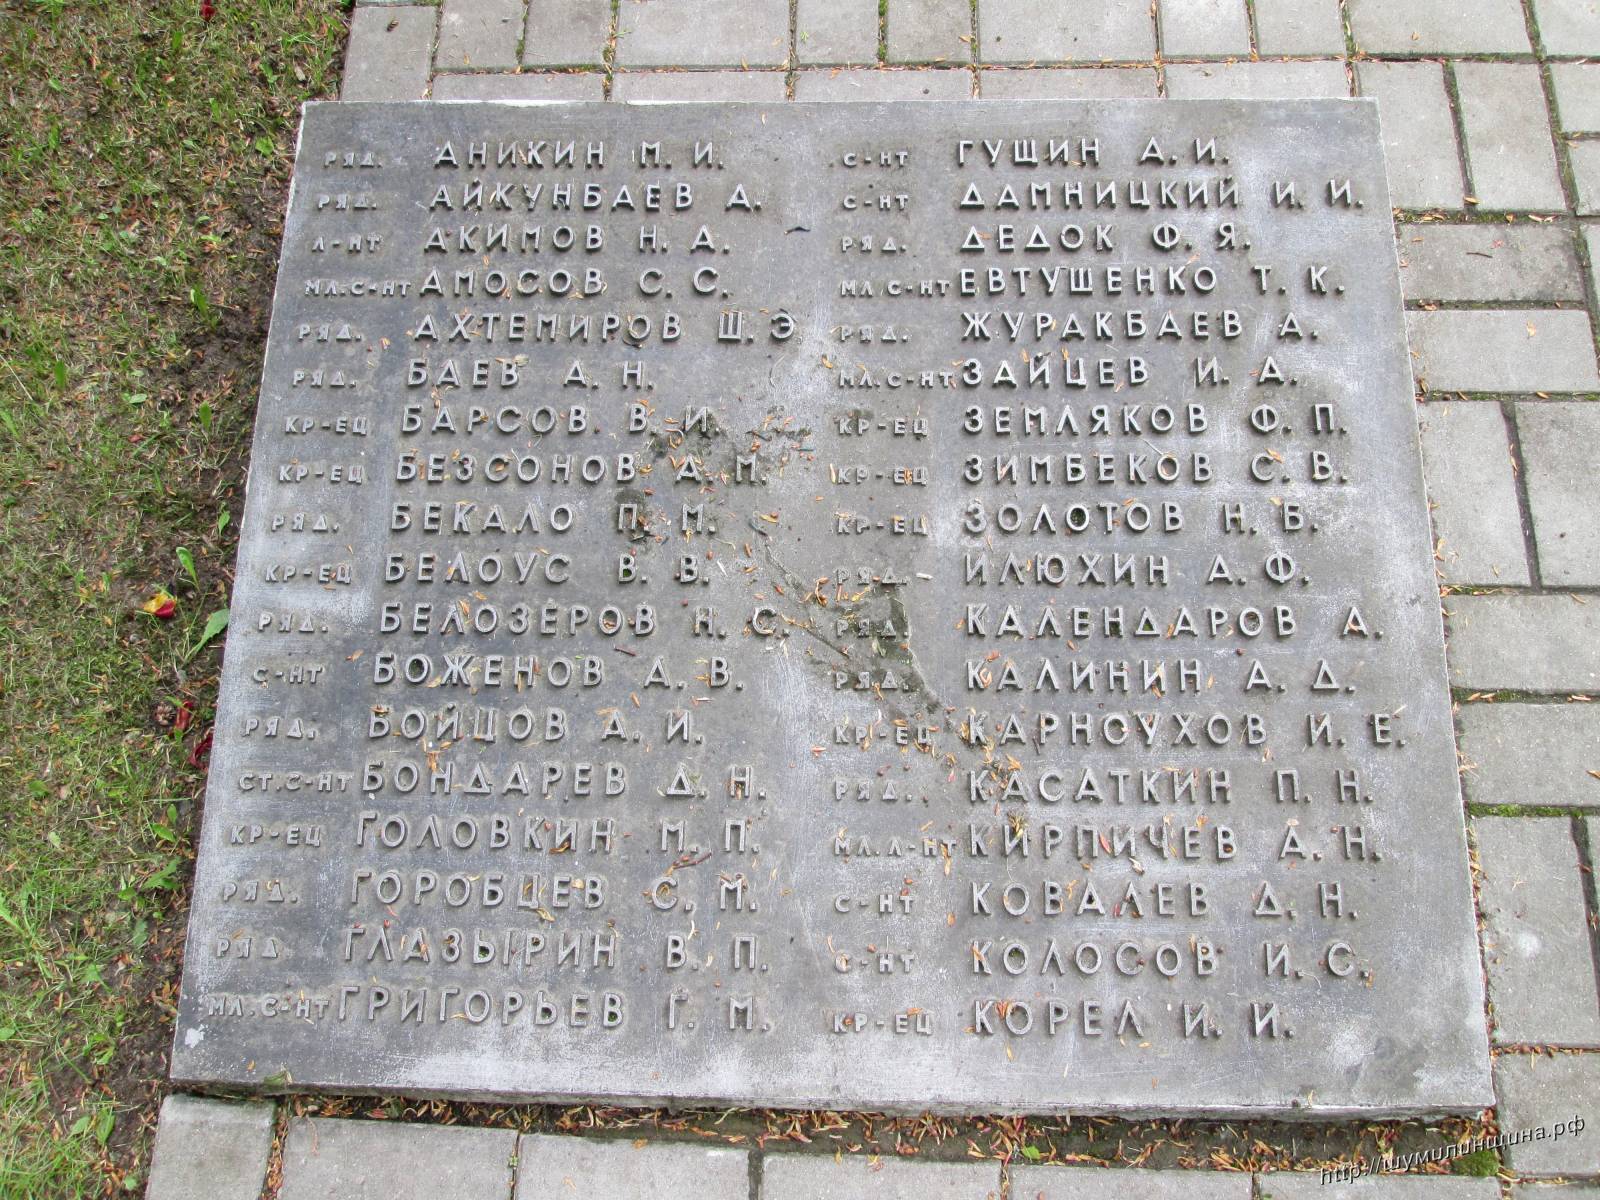 РЯД. АНИКИН М. И.
РЯД. АЙКУНБАЕВ А.
Л-НТ АКИМОВ Н. А.
МЛ.С-НТ АМОСОВ С. С.
РЯД. АХТЕМИРОВ Ш. Э
РЯД. БАЕВ А. Н.
КР-ЕЦ БАРСОВ В. И.
КР-ЕЦ БЕЗСОНОВ А. М.
РЯД. БЕКАЛО П. М.
КР-ЕЦ БЕЛОУС В. В.
РЯД. БЕЛОЗЕРОВ Н. С.
С-НТ БОЖЕНОВ А. В.
РЯД. БОЙЦОВ А. И.
СТ.С-НТ БОНДАРЕВ Д. Н.
КР-ЕЦ ГОЛОВКИН М. П.
РЯД. ГОРОБЦЕВ С. М.
РЯД ГЛАЗЫРИН В. П.
МЛ.С-НТ ГРИГОРЬЕВ Г. М.
С-НТ ГУЩИН А. И.
С-НТ ДАМНИЦКИЙ И. И.
РЯД. ДЕДОК Ф. Я.
МЛ.С-НТ ЕВТУШЕНКО Т. К.
РЯД. ЖУРАКБАЕВ А.
МЛ.С-НТ ЗАЙЦЕВ И. А.
КР-ЕЦ ЗЕМЛЯКОВ Ф. П.
КР-ЕЦ ЗИМБЕКОВ С. В.
КР-ЕЦ ЗОЛОТОВ Н. Б.
РЯД. ИЛЮХИН А. Ф.
РЯД. КАЛЕНДАРОВ А.
РЯД. КАЛИНИН А. Д.
КР-ЕЦ КАРНОУХОВ И. Е.
РЯД. КАСАТКИН П. Н.
МЛ.Л-НТ КИРПИЧЕВ А. Н.
С-НТ КОВАЛЕВ Д. Н.
С-НТ КОЛОСОВ И. С.
КР-ЕЦ КОРЕЛ И. И.
http://шумилинщина.рф